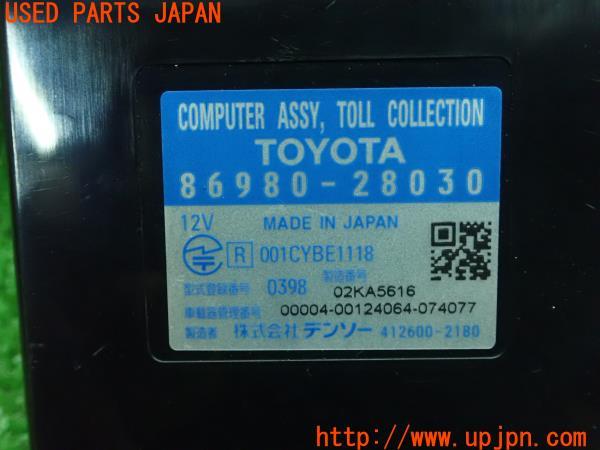 USED PARTS JAPAN
COMPUTER ASSY, TOLL COLLECTION
TOYOTA
86980-28030
12V MADE IN JAPAN
R 001CYBE1118
型式登録番号 0398 製造番号 02KA5616
車載器管理番号 00004-00124064-074077
製造者 株式会社デンソー 412600-2180
http://www.upjpn.com